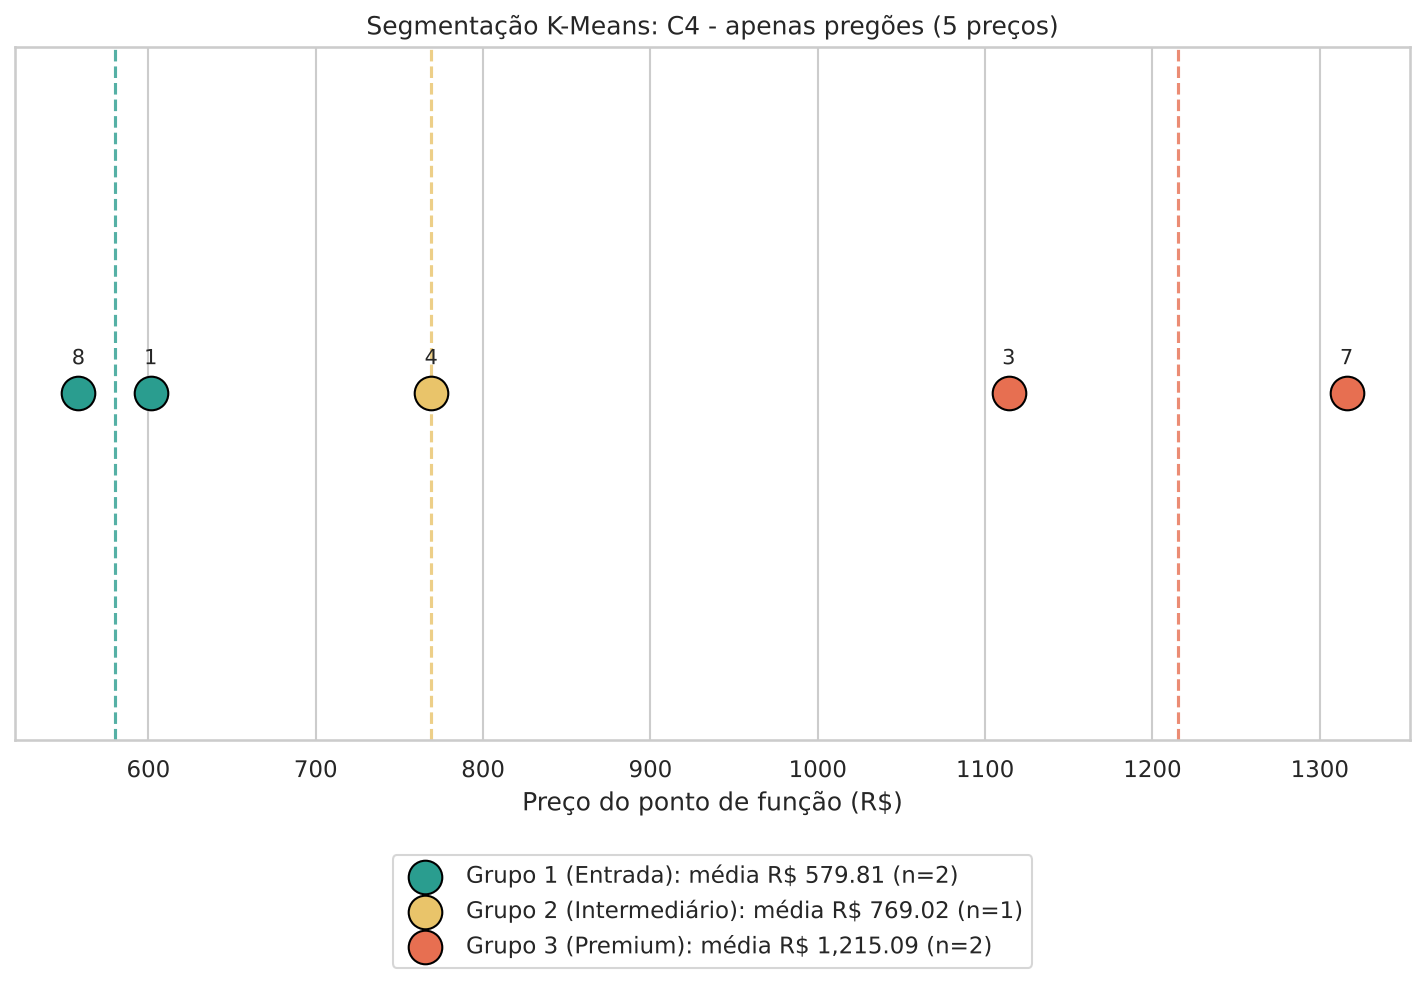 Segmentação K-Means: C4 - apenas pregões (5 preços)
8 1 4 3 7
600 700 800 900 1000 1100 1200 1300
Preço do ponto de função (R$)
Grupo 1 (Entrada): média R$ 579.81 (n=2)
Grupo 2 (Intermediário): média R$ 769.02 (n=1)
Grupo 3 (Premium): média R$ 1,215.09 (n=2)